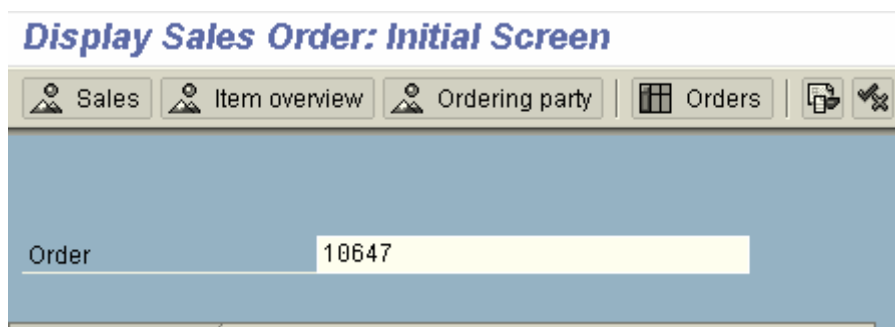 Display Sales Order: Initial Screen
Sales Item overview Ordering party Orders
Order 10647